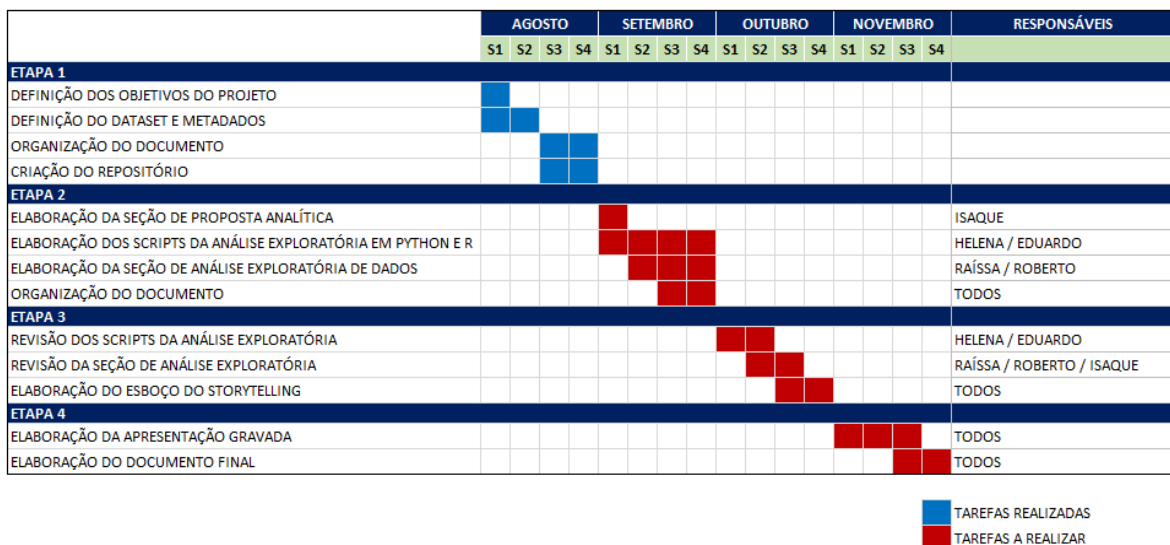 AGOSTO SETEMBRO OUTUBRO NOVEMBRO RESPONSÁVEIS
S1 S2 S3 S4 S1 S2 S3 S4 S1 S2 S3 S4 S1 S2 S3 S4
ETAPA 1
DEFINIÇÃO DOS OBJETIVOS DO PROJETO
DEFINIÇÃO DO DATASET E METADADOS
ORGANIZAÇÃO DO DOCUMENTO
CRIAÇÃO DO REPOSITÓRIO
ETAPA 2
ELABORAÇÃO DA SEÇÃO DE PROPOSTA ANALÍTICA ISAQUE
ELABORAÇÃO DOS SCRIPTS DA ANÁLISE EXPLORATÓRIA EM PYTHON E R HELENA / EDUARDO
ELABORAÇÃO DA SEÇÃO DE ANÁLISE EXPLORATÓRIA DE DADOS RAÍSSA / ROBERTO
ORGANIZAÇÃO DO DOCUMENTO TODOS
ETAPA 3
REVISÃO DOS SCRIPTS DA ANÁLISE EXPLORATÓRIA HELENA / EDUARDO
REVISÃO DA SEÇÃO DE ANÁLISE EXPLORATÓRIA RAÍSSA / ROBERTO / ISAQUE
ELABORAÇÃO DO ESBOÇO DO STORYTELLING TODOS
ETAPA 4
ELABORAÇÃO DA APRESENTAÇÃO GRAVADA TODOS
ELABORAÇÃO DO DOCUMENTO FINAL TODOS
TAREFAS REALIZADAS
TAREFAS A REALIZAR